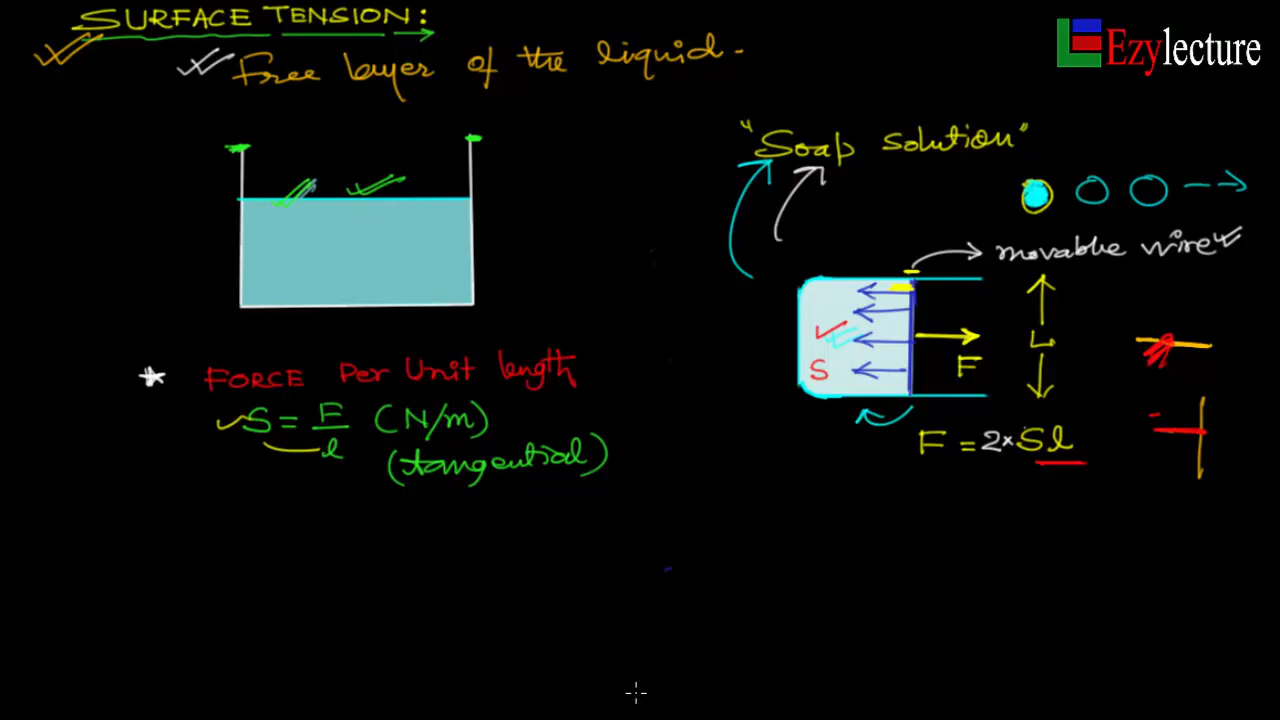 SURFACE TENSION:
Free layer of the liquid -
Ezylecture
"Soap solution"
movable wire
S
F
L
F = 2× Sl
* FORCE Per Unit length
S = F/l (N/m)
(tangential)